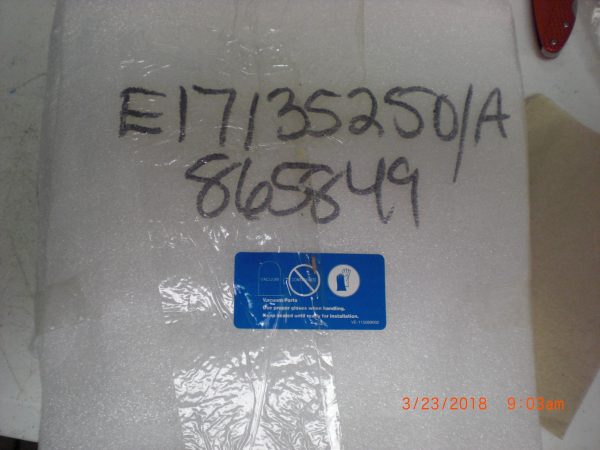 E17135250/A
865849
VACUUM
Vacuum Parts
Use proper gloves when handling.
Keep sealed until ready for installation.
3/23/2018 9:03am